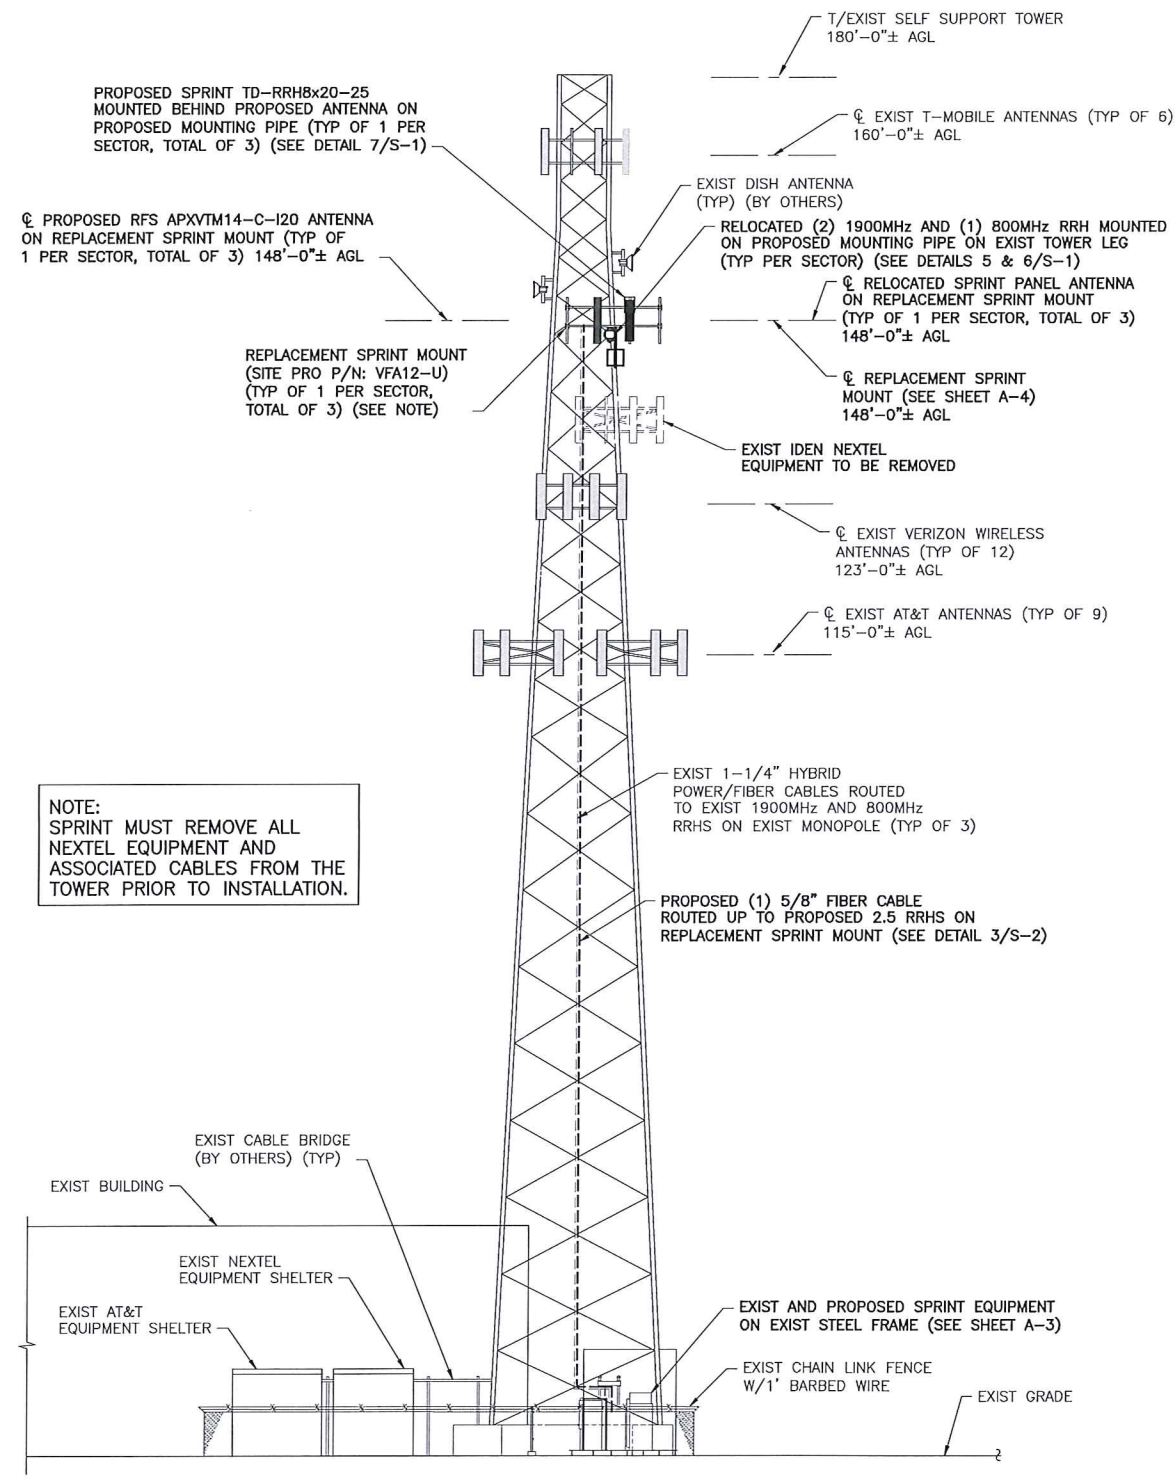 T/EXIST SELF SUPPORT TOWER
180'-0"± AGL
PROPOSED SPRINT TD-RRH8x20-25
MOUNTED BEHIND PROPOSED ANTENNA ON
PROPOSED MOUNTING PIPE (TYP OF 1 PER
SECTOR, TOTAL OF 3) (SEE DETAIL 7/S-1)
℄ EXIST T-MOBILE ANTENNAS (TYP OF 6)
160'-0"± AGL
EXIST DISH ANTENNA
(TYP) (BY OTHERS)
℄ PROPOSED RFS APXVTM14-C-I20 ANTENNA
ON REPLACEMENT SPRINT MOUNT (TYP OF
1 PER SECTOR, TOTAL OF 3) 148'-0"± AGL
RELOCATED (2) 1900MHz AND (1) 800MHz RRH MOUNTED
ON PROPOSED MOUNTING PIPE ON EXIST TOWER LEG
(TYP PER SECTOR) (SEE DETAILS 5 & 6/S-1)
℄ RELOCATED SPRINT PANEL ANTENNA
ON REPLACEMENT SPRINT MOUNT
(TYP OF 1 PER SECTOR, TOTAL OF 3)
148'-0"± AGL
REPLACEMENT SPRINT MOUNT
(SITE PRO P/N: VFA12-U)
(TYP OF 1 PER SECTOR,
TOTAL OF 3) (SEE NOTE)
℄ REPLACEMENT SPRINT
MOUNT (SEE SHEET A-4)
148'-0"± AGL
EXIST IDEN NEXTEL
EQUIPMENT TO BE REMOVED
℄ EXIST VERIZON WIRELESS
ANTENNAS (TYP OF 12)
123'-0"± AGL
℄ EXIST AT&T ANTENNAS (TYP OF 9)
115'-0"± AGL
EXIST 1-1/4" HYBRID
POWER/FIBER CABLES ROUTED
TO EXIST 1900MHz AND 800MHz
RRHS ON EXIST MONOPOLE (TYP OF 3)
NOTE:
SPRINT MUST REMOVE ALL
NEXTEL EQUIPMENT AND
ASSOCIATED CABLES FROM THE
TOWER PRIOR TO INSTALLATION.
PROPOSED (1) 5/8" FIBER CABLE
ROUTED UP TO PROPOSED 2.5 RRHS ON
REPLACEMENT SPRINT MOUNT (SEE DETAIL 3/S-2)
EXIST CABLE BRIDGE
(BY OTHERS) (TYP)
EXIST BUILDING
EXIST NEXTEL
EQUIPMENT SHELTER
EXIST AT&T
EQUIPMENT SHELTER
EXIST AND PROPOSED SPRINT EQUIPMENT
ON EXIST STEEL FRAME (SEE SHEET A-3)
EXIST CHAIN LINK FENCE
W/1' BARBED WIRE
EXIST GRADE